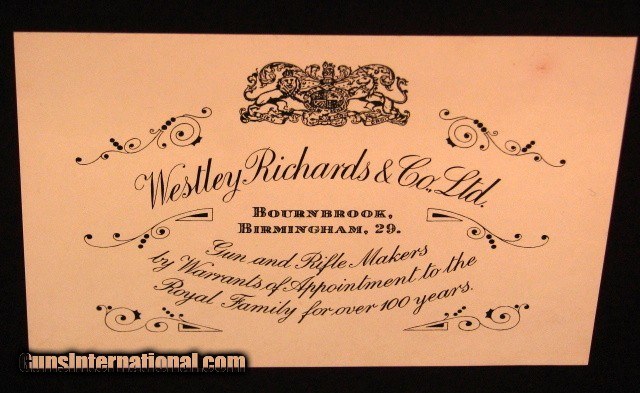 Westley Richards & Co., Ltd.
BOURNBROOK,
BIRMINGHAM, 29.
Gun and Rifle Makers
by Warrants of Appointment to the
Royal Family for over 100 years.
GunsInternational.com